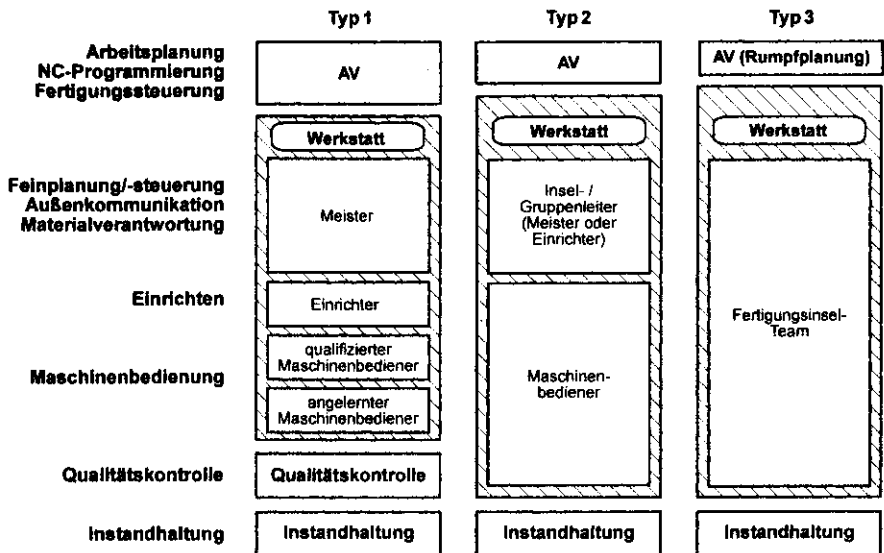 Typ 1
Typ 2
Typ 3
Arbeitsplanung
NC-Programmierung
Fertigungssteuerung
AV
AV
AV (Rumpfplanung)
Werkstatt
Werkstatt
Werkstatt
Feinplanung/-steuerung
Außenkommunikation
Materialverantwortung
Meister
Insel- /
Gruppenleiter
(Meister oder
Einrichter)
Einrichten
Einrichter
Fertigungsinsel-
Team
Maschinenbedienung
qualifizierter
Maschinenbediener
angelernter
Maschinenbediener
Maschinen-
bediener
Qualitätskontrolle
Qualitätskontrolle
Instandhaltung
Instandhaltung
Instandhaltung
Instandhaltung